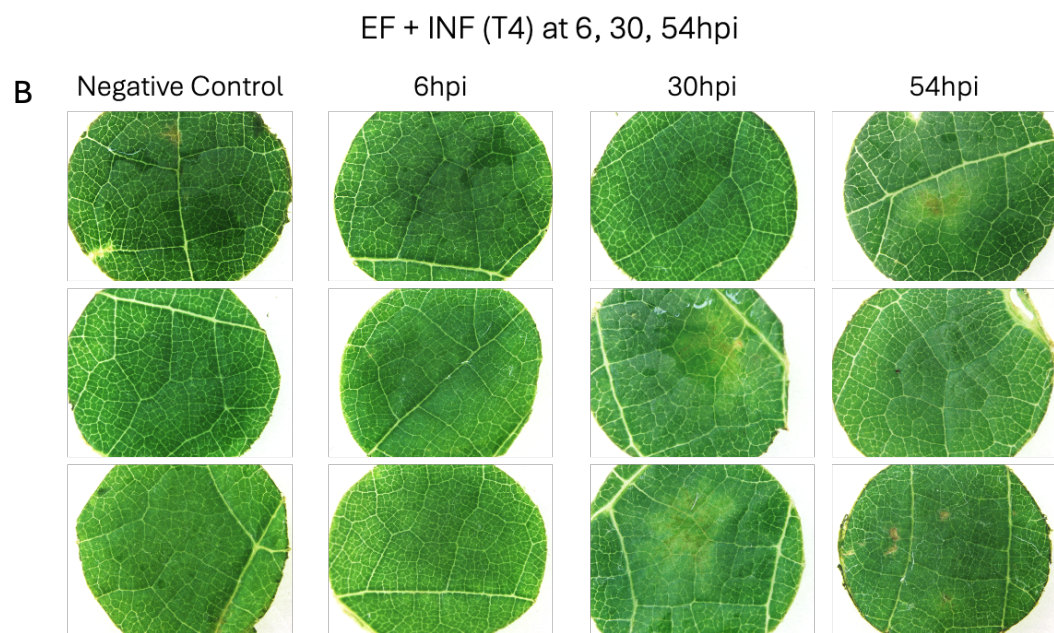 EF + INF (T4) at 6, 30, 54hpi
B
Negative Control
6hpi
30hpi
54hpi